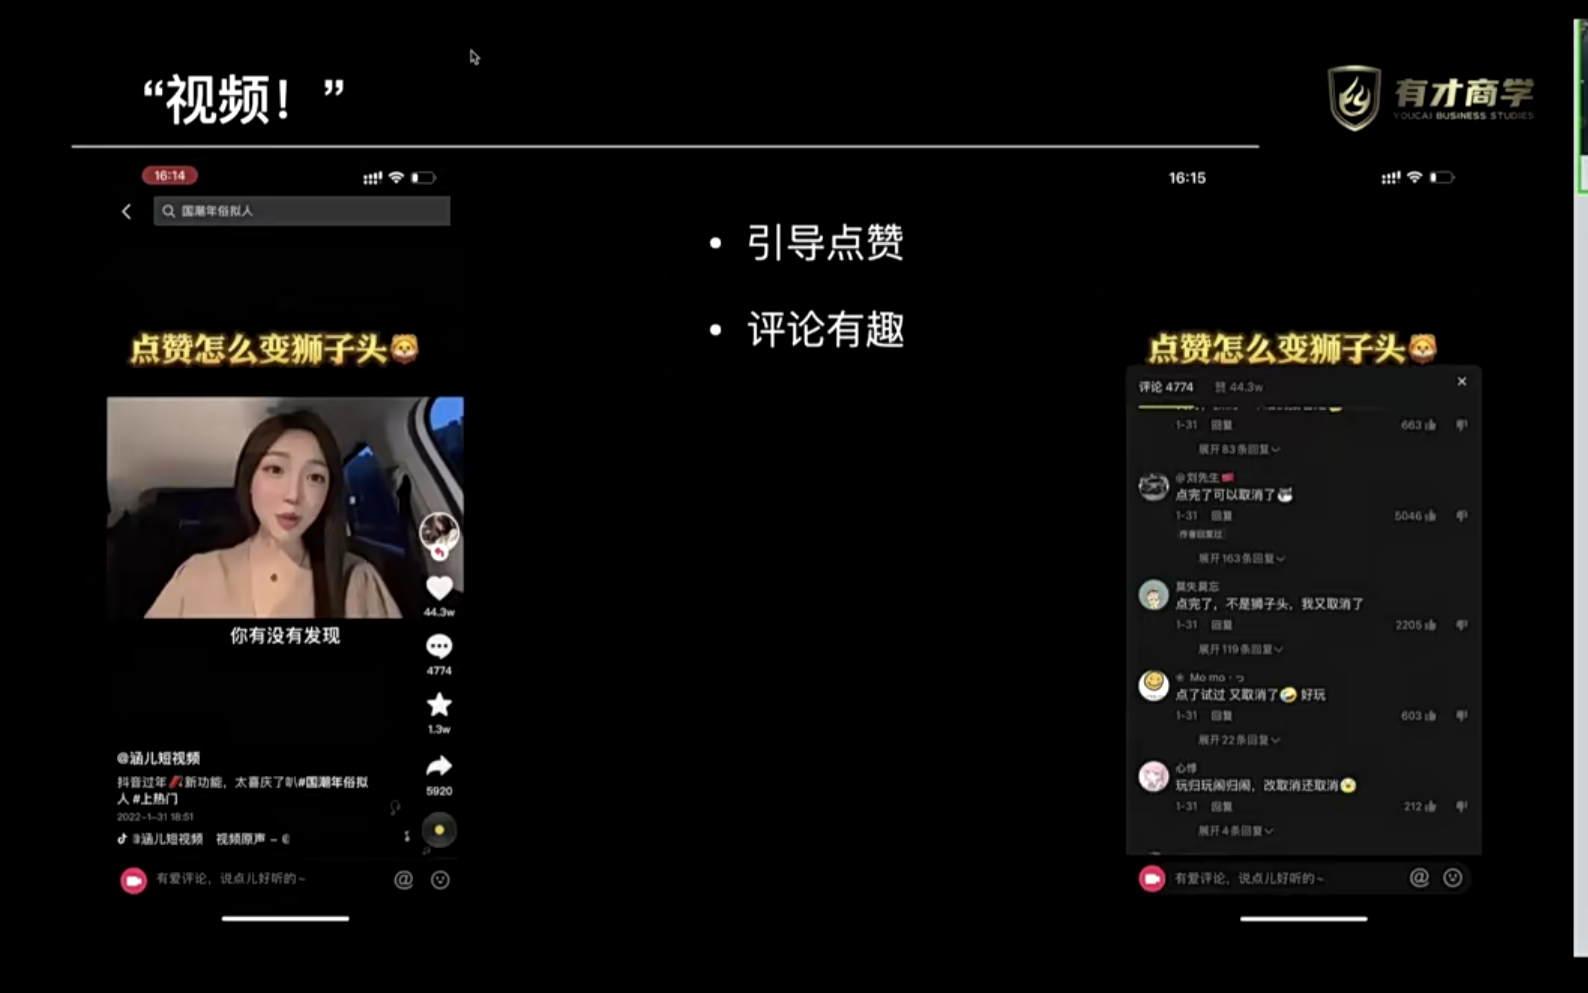 “视频！”
有才商学
YOUCAI BUSINESS STUDIES
16:14
国潮年俗拟人
点赞怎么变狮子头
你有没有发现
44.3w
4774
1.3w
5920
@涵儿短视频
抖音过年新功能，太喜庆了叭#国潮年俗拟
人 #上热门
2022-1-31 18:51
涵儿短视频 视频原声 -
有爱评论，说点儿好听的~
• 引导点赞
• 评论有趣
16:15
点赞怎么变狮子头
评论 4774 赞 44.3w
1-31 回复 663
展开83条回复
@刘先生
点完了可以取消了
1-31 回复 5046
作者回复过
展开163条回复
莫失莫忘
点完了，不是狮子头，我又取消了
1-31 回复 2205
展开119条回复
Mo mo · っ
点了试过 又取消了 好玩
1-31 回复 603
展开22条回复
心悸
玩归玩闹归闹，改取消还取消
1-31 回复 212
展开4条回复
有爱评论，说点儿好听的~